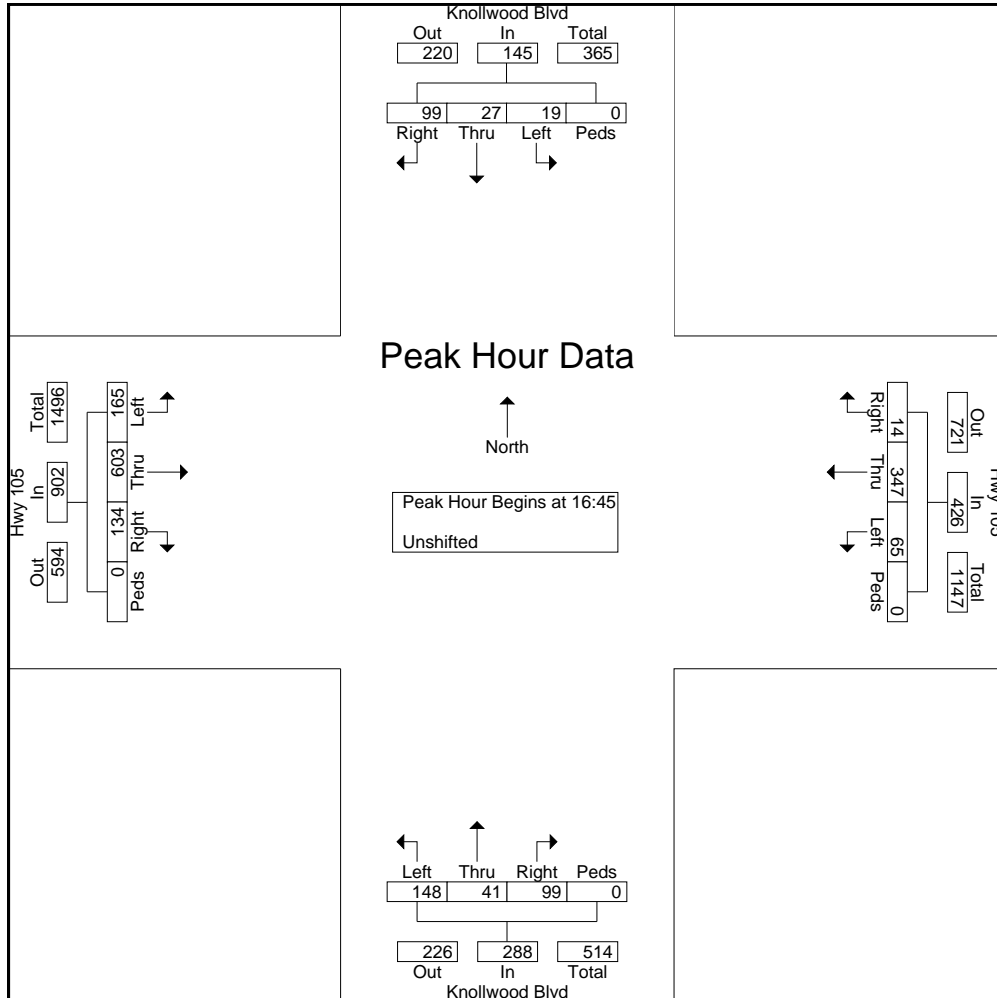 Knollwood Blvd
Out In Total
220 145 365
99 27 19 0
Right Thru Left Peds
Peak Hour Data
North
Peak Hour Begins at 16:45
Unshifted
Hwy 105
Total In Out
1496 902 594
165 603 134 0
Left Thru Right Peds
Out In Total
721 426 1147
14 347 65 0
Right Thru Left Peds
Left Thru Right Peds
148 41 99 0
226 288 514
Out In Total
Knollwood Blvd